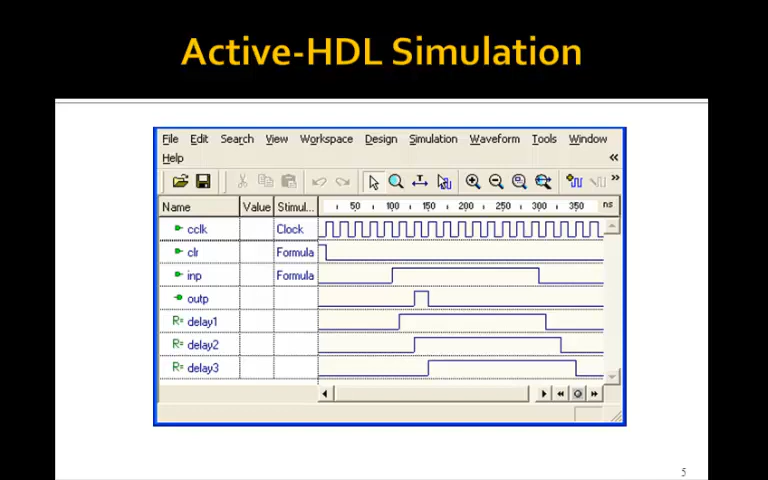 Active-HDL Simulation
File Edit Search View Workspace Design Simulation Waveform Tools Window
Help
Name Value Stimul... 50 100 150 200 250 300 350 ns
cclk Clock
clr Formula
inp Formula
outp
R= delay1
R= delay2
R= delay3
5